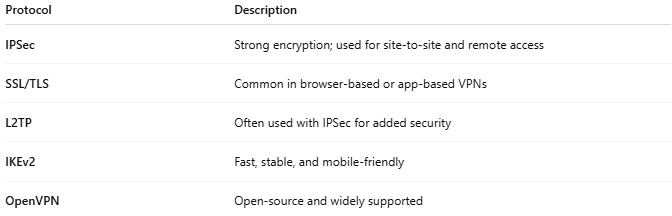 Protocol Description
IPSec Strong encryption; used for site-to-site and remote access
SSL/TLS Common in browser-based or app-based VPNs
L2TP Often used with IPSec for added security
IKEv2 Fast, stable, and mobile-friendly
OpenVPN Open-source and widely supported